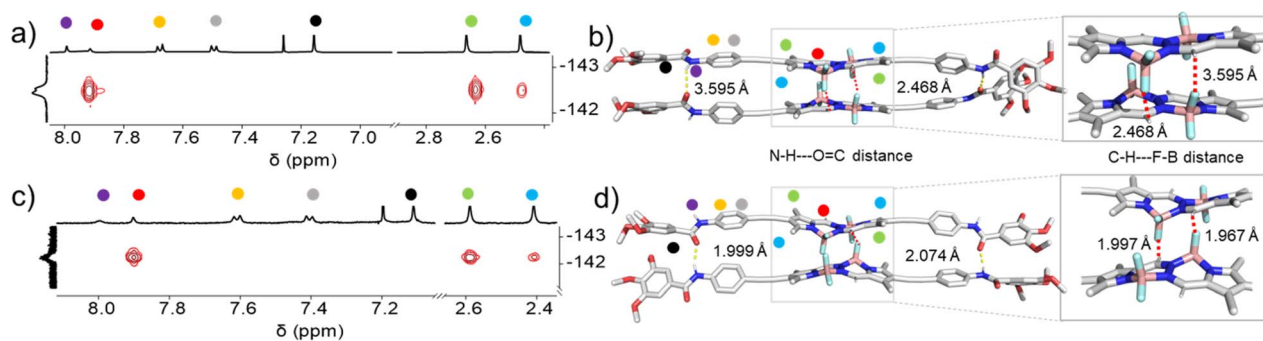 a)
-143
-142
8.0 7.8 7.6 7.4 7.2 7.0 2.8 2.6
δ (ppm)
b)
3.595 Å
2.468 Å
N-H---O=C distance
3.595 Å
2.468 Å
C-H---F-B distance
c)
-143
-142
8.0 7.8 7.6 7.4 7.2 2.6 2.4
δ (ppm)
d)
1.999 Å
2.074 Å
1.997 Å
1.967 Å